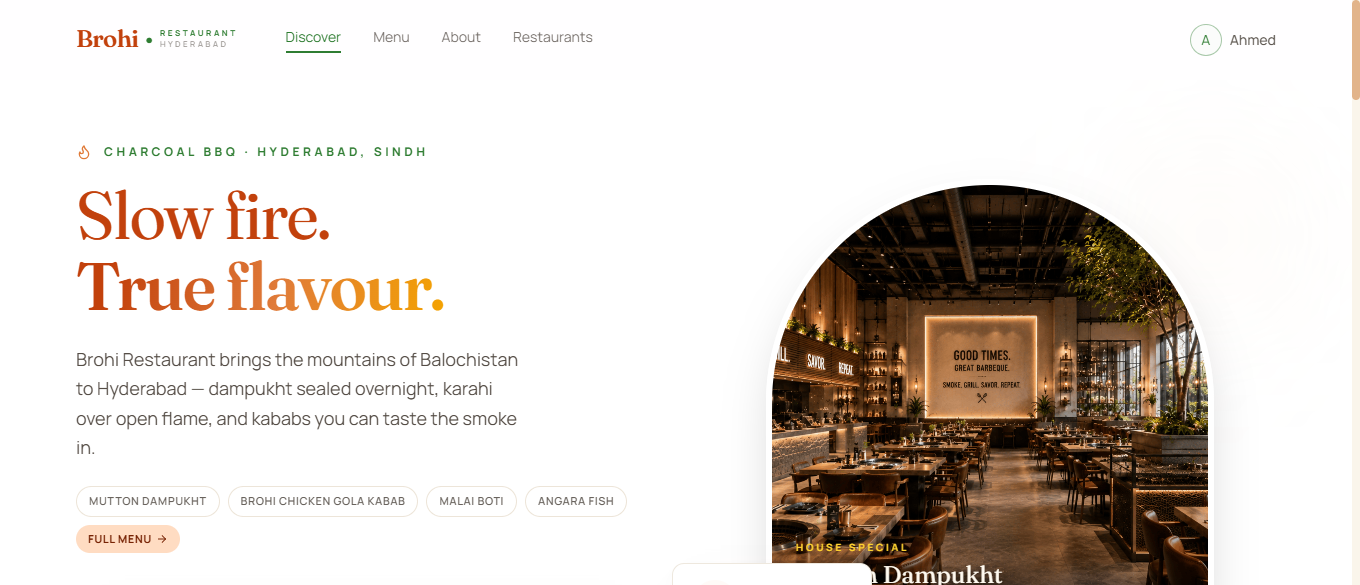 Brohi
RESTAURANT
HYDERABAD
Discover
Menu
About
Restaurants
A
Ahmed
CHARCOAL BBQ · HYDERABAD, SINDH
Slow fire.
True flavour.
Brohi Restaurant brings the mountains of Balochistan
to Hyderabad — dampukht sealed overnight, karahi
over open flame, and kababs you can taste the smoke
in.
MUTTON DAMPUKHT
BROHI CHICKEN GOLA KABAB
MALAI BOTI
ANGARA FISH
FULL MENU →
SAVOR.
REPEAT.
GOOD TIMES.
GREAT BARBEQUE.
SMOKE. GRILL. SAVOR. REPEAT.
HOUSE SPECIAL
Dampukht